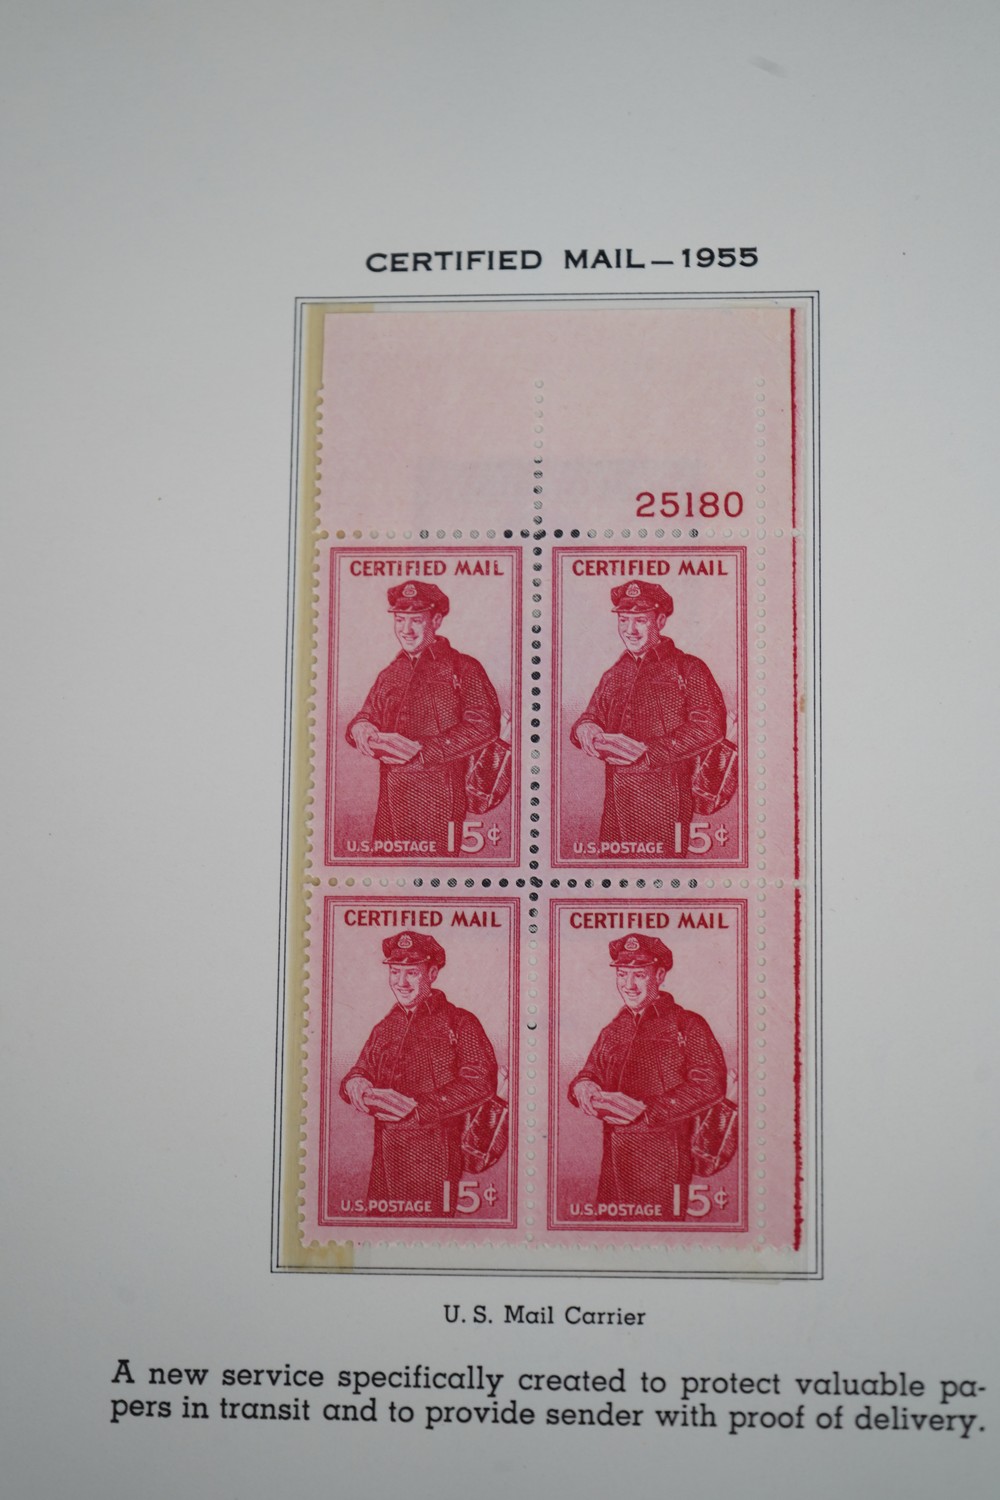 CERTIFIED MAIL—1955
25180
CERTIFIED MAIL
U.S.POSTAGE 15¢
CERTIFIED MAIL
U.S.POSTAGE 15¢
CERTIFIED MAIL
U.S.POSTAGE 15¢
CERTIFIED MAIL
U.S.POSTAGE 15¢
U. S. Mail Carrier
A new service specifically created to protect valuable pa-
pers in transit and to provide sender with proof of delivery.